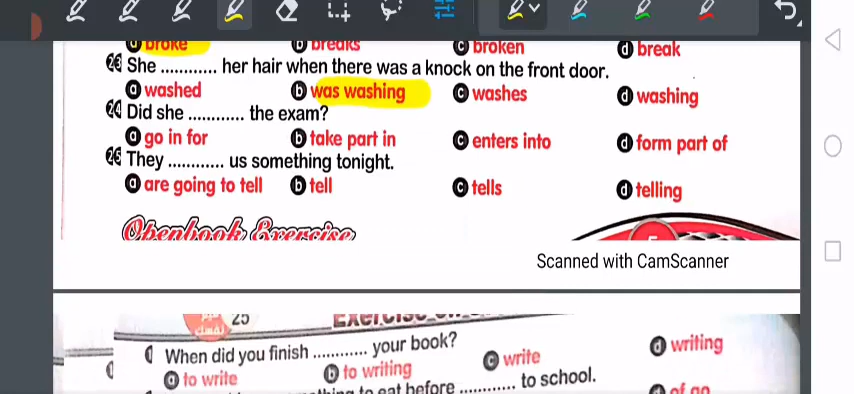 a broke b breaks c broken d break
23 She ............ her hair when there was a knock on the front door.
a washed b was washing c washes d washing
24 Did she ............ the exam?
a go in for b take part in c enters into d form part of
They ............ us something tonight.
a are going to tell b tell c tells d telling
Openbook Exercise
Scanned with CamScanner
25
When did you finish ............ your book?
a to write b to writing c write d writing
to eat before ............ to school.
of go